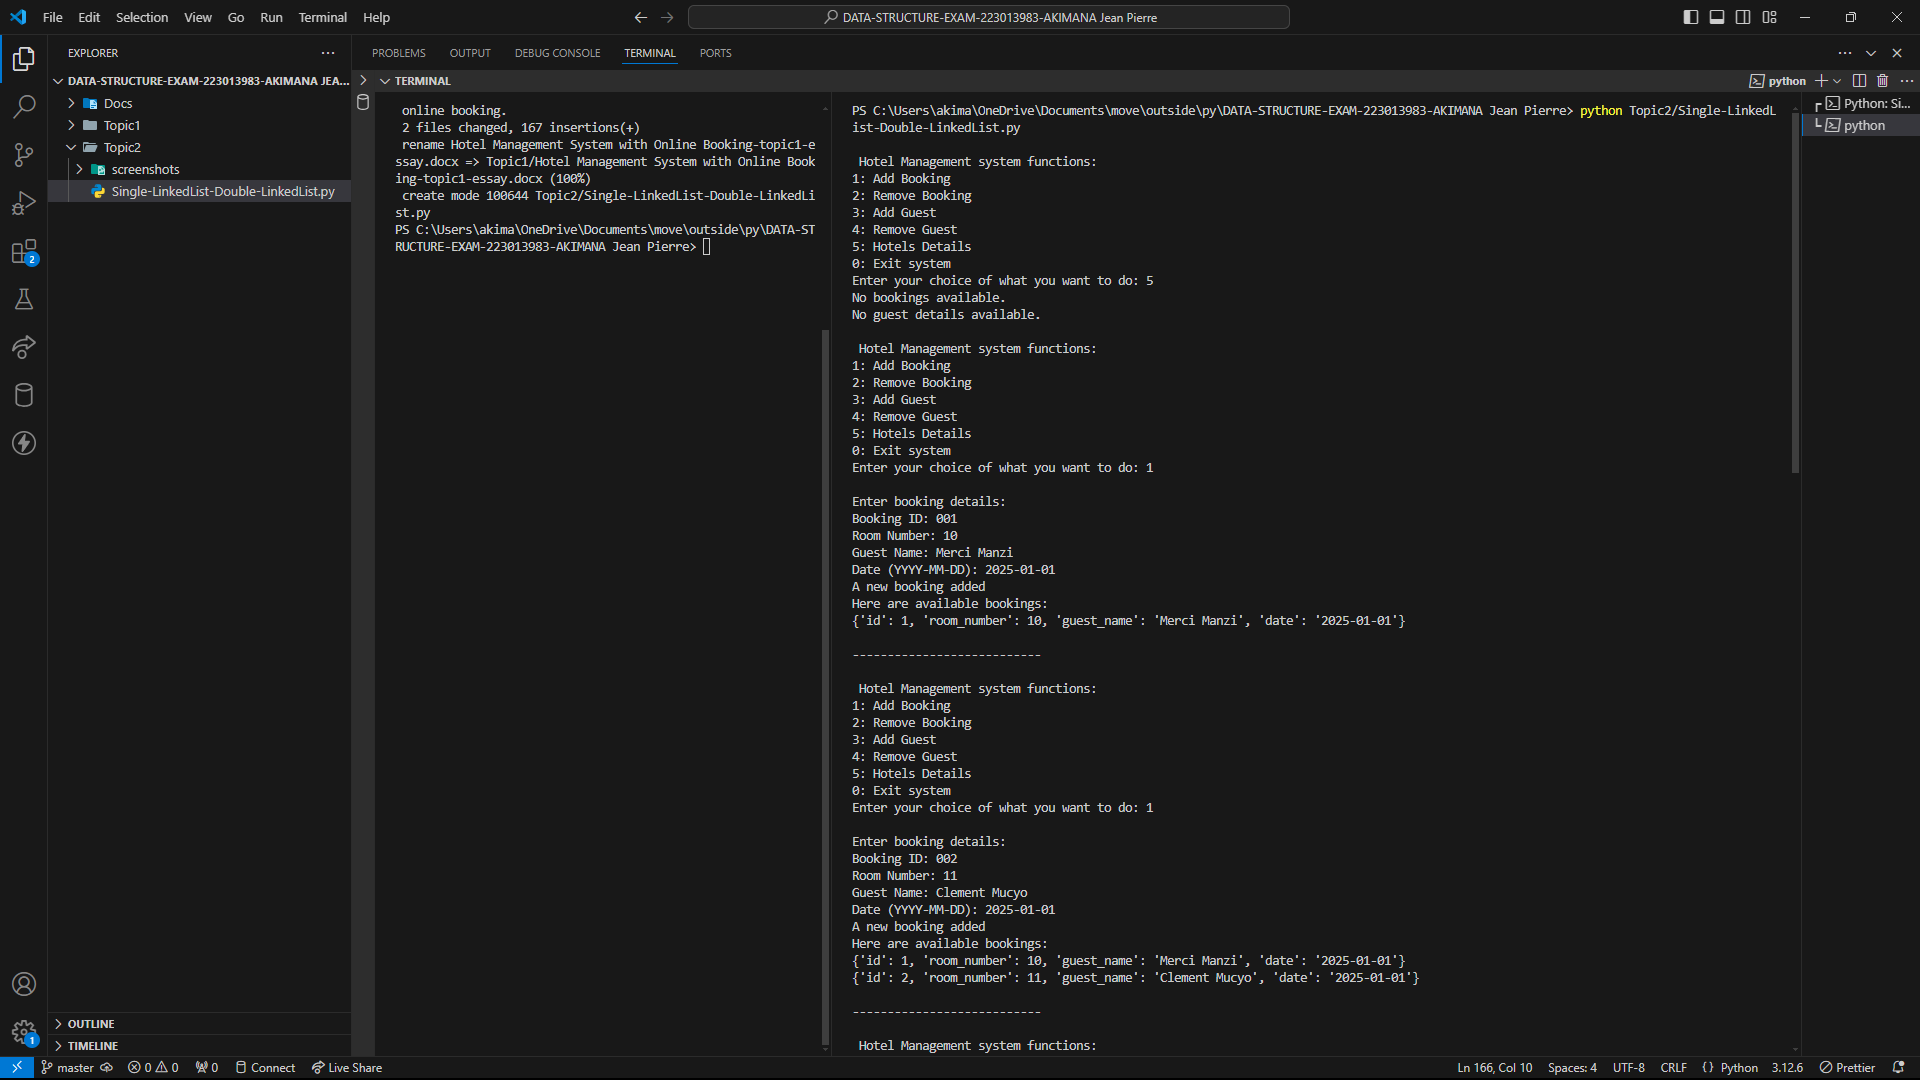 File Edit Selection View Go Run Terminal Help
DATA-STRUCTURE-EXAM-223013983-AKIMANA Jean Pierre
EXPLORER
DATA-STRUCTURE-EXAM-223013983-AKIMANA JEA...
Docs
Topic1
Topic2
screenshots
Single-LinkedList-Double-LinkedList.py
OUTLINE
TIMELINE
2
1
PROBLEMS OUTPUT DEBUG CONSOLE TERMINAL PORTS
TERMINAL
python
online booking.
2 files changed, 167 insertions(+)
rename Hotel Management System with Online Booking-topic1-e
ssay.docx => Topic1/Hotel Management System with Online Book
ing-topic1-essay.docx (100%)
create mode 100644 Topic2/Single-LinkedList-Double-LinkedLi
st.py
PS C:\Users\akima\OneDrive\Documents\move\outside\py\DATA-ST
RUCTURE-EXAM-223013983-AKIMANA Jean Pierre>
PS C:\Users\akima\OneDrive\Documents\move\outside\py\DATA-STRUCTURE-EXAM-223013983-AKIMANA Jean Pierre> python Topic2/Single-LinkedL
ist-Double-LinkedList.py
Hotel Management system functions:
1: Add Booking
2: Remove Booking
3: Add Guest
4: Remove Guest
5: Hotels Details
0: Exit system
Enter your choice of what you want to do: 5
No bookings available.
No guest details available.
Hotel Management system functions:
1: Add Booking
2: Remove Booking
3: Add Guest
4: Remove Guest
5: Hotels Details
0: Exit system
Enter your choice of what you want to do: 1
Enter booking details:
Booking ID: 001
Room Number: 10
Guest Name: Merci Manzi
Date (YYYY-MM-DD): 2025-01-01
A new booking added
Here are available bookings:
{'id': 1, 'room_number': 10, 'guest_name': 'Merci Manzi', 'date': '2025-01-01'}
---------------------------
Hotel Management system functions:
1: Add Booking
2: Remove Booking
3: Add Guest
4: Remove Guest
5: Hotels Details
0: Exit system
Enter your choice of what you want to do: 1
Enter booking details:
Booking ID: 002
Room Number: 11
Guest Name: Clement Mucyo
Date (YYYY-MM-DD): 2025-01-01
A new booking added
Here are available bookings:
{'id': 1, 'room_number': 10, 'guest_name': 'Merci Manzi', 'date': '2025-01-01'}
{'id': 2, 'room_number': 11, 'guest_name': 'Clement Mucyo', 'date': '2025-01-01'}
---------------------------
Hotel Management system functions:
Python: Si...
python
master 0 0 0 Connect Live Share Ln 166, Col 10 Spaces: 4 UTF-8 CRLF { } Python 3.12.6 Prettier